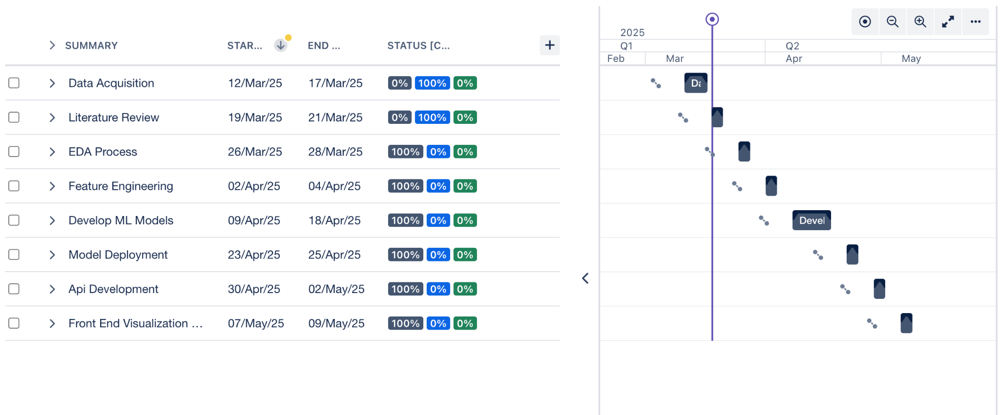 SUMMARY STAR... END ... STATUS [C...
2025
Q1 Q2
Feb Mar Apr May
Data Acquisition 12/Mar/25 17/Mar/25 0% 100% 0% Da
Literature Review 19/Mar/25 21/Mar/25 0% 100% 0%
EDA Process 26/Mar/25 28/Mar/25 100% 0% 0%
Feature Engineering 02/Apr/25 04/Apr/25 100% 0% 0%
Develop ML Models 09/Apr/25 18/Apr/25 100% 0% 0% Devel
Model Deployment 23/Apr/25 25/Apr/25 100% 0% 0%
Api Development 30/Apr/25 02/May/25 100% 0% 0%
Front End Visualization ... 07/May/25 09/May/25 100% 0% 0%